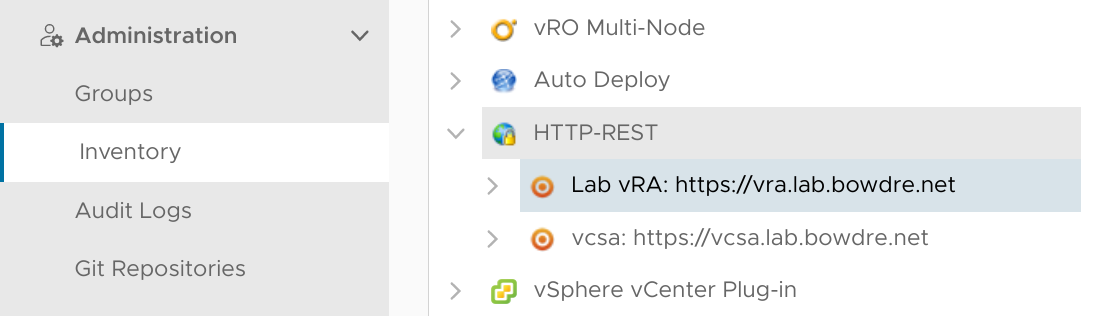 Administration
Groups
Inventory
Audit Logs
Git Repositories
vRO Multi-Node
Auto Deploy
HTTP-REST
Lab vRA: https://vra.lab.bowdre.net
vcsa: https://vcsa.lab.bowdre.net
vSphere vCenter Plug-in